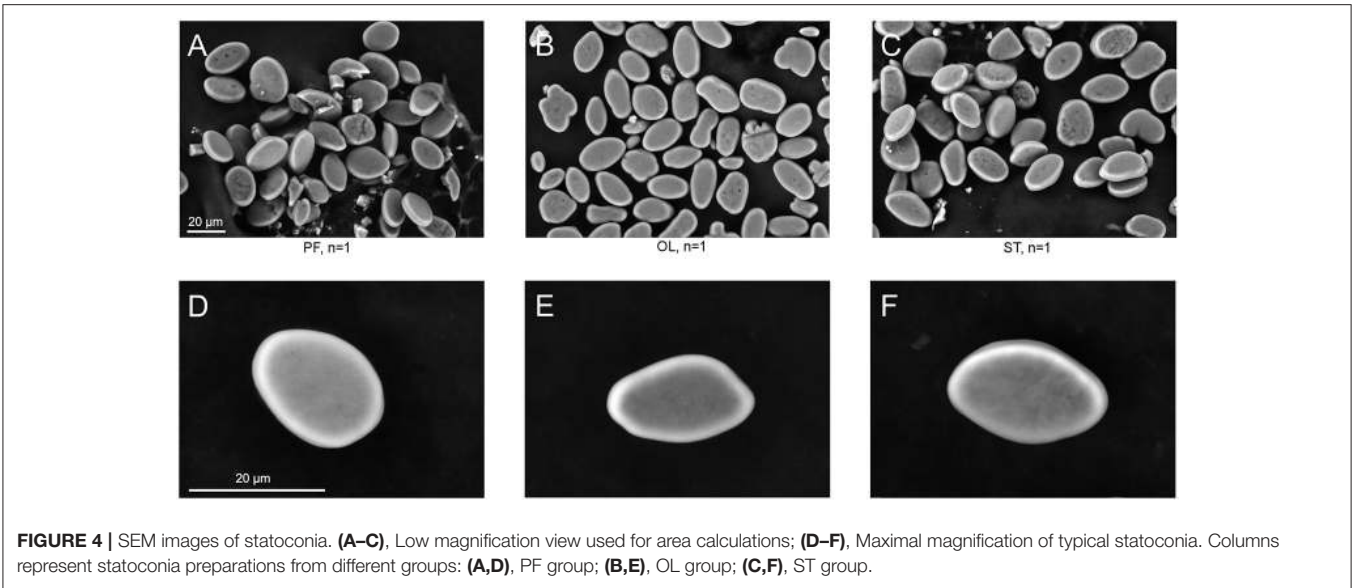 A
B
C
20 µm
PF, n=1
OL, n=1
ST, n=1
D
E
F
20 µm
FIGURE 4 | SEM images of statoconia. (A–C), Low magnification view used for area calculations; (D–F), Maximal magnification of typical statoconia. Columns
represent statoconia preparations from different groups: (A,D), PF group; (B,E), OL group; (C,F), ST group.